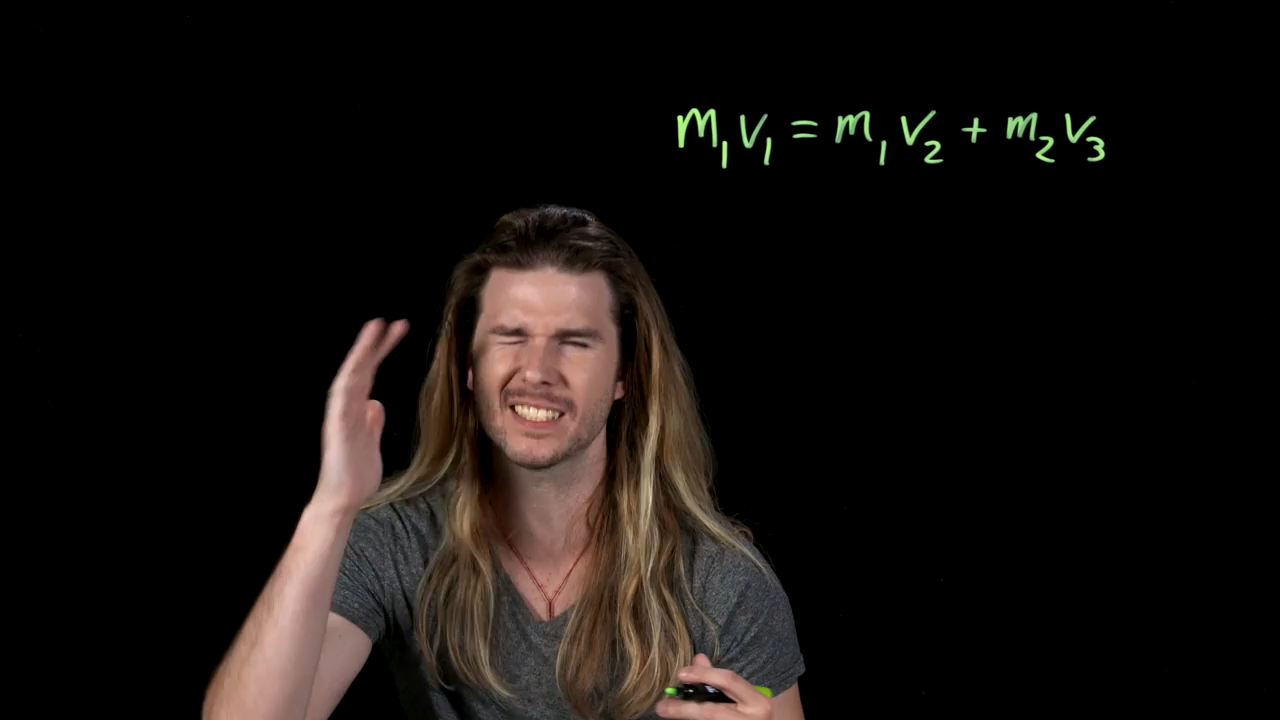 m₁v₁ = m₁v₂ + m₂v₃